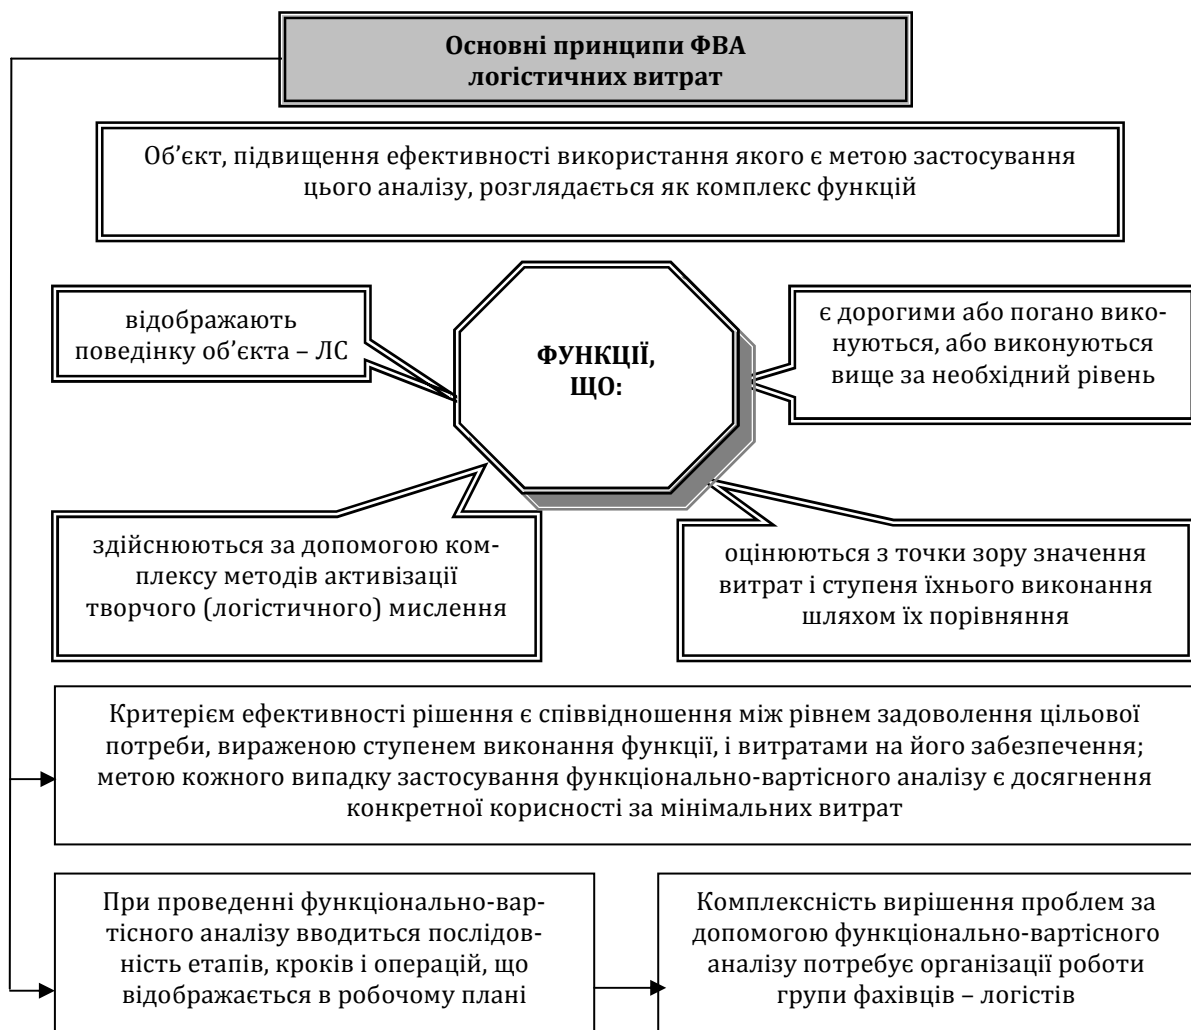 Основні принципи ФВА
логістичних витрат
Об’єкт, підвищення ефективності використання якого є метою застосування
цього аналізу, розглядається як комплекс функцій
відображають
поведінку об’єкта – ЛС
ФУНКЦІЇ,
ЩО:
є дорогими або погано вико-
нуються, або виконуються
вище за необхідний рівень
здійснюються за допомогою ком-
плексу методів активізації
творчого (логістичного) мислення
оцінюються з точки зору значення
витрат і ступеня їхнього виконання
шляхом їх порівняння
Критерієм ефективності рішення є співвідношення між рівнем задоволення цільової
потреби, вираженою ступенем виконання функції, і витратами на його забезпечення;
метою кожного випадку застосування функціонально-вартісного аналізу є досягнення
конкретної корисності за мінімальних витрат
При проведенні функціонально-вар-
тісного аналізу вводиться послідов-
ність етапів, кроків і операцій, що
відображається в робочому плані
Комплексність вирішення проблем за
допомогою функціонально-вартісного
аналізу потребує організації роботи
групи фахівців – логістів